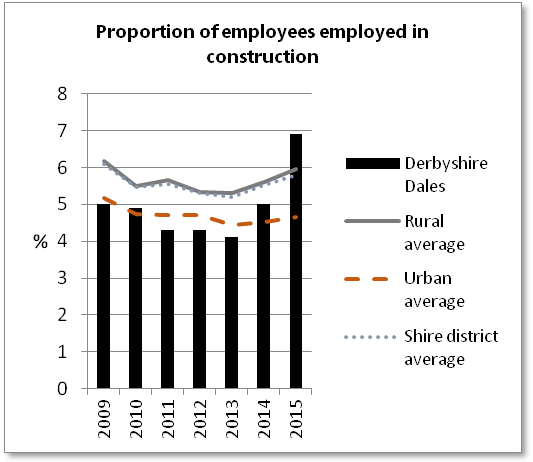 Proportion of employees employed in
construction
8
7
6
5
4
3
2
1
0
%
2009
2010
2011
2012
2013
2014
2015
Derbyshire
Dales
Rural
average
Urban
average
Shire district
average